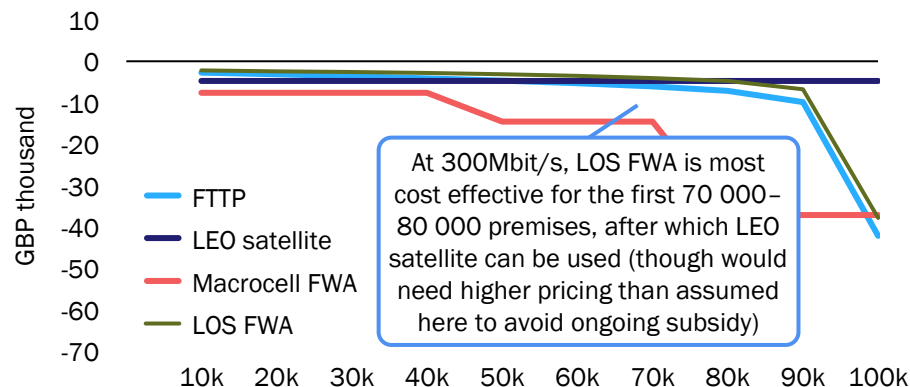 10
0
-10
-20
-30
-40
-50
-60
-70
GBP thousand
FTTP
LEO satellite
Macrocell FWA
LOS FWA
At 300Mbit/s, LOS FWA is most
cost effective for the first 70 000–
80 000 premises, after which LEO
satellite can be used (though would
need higher pricing than assumed
here to avoid ongoing subsidy)
10k 20k 30k 40k 50k 60k 70k 80k 90k 100k